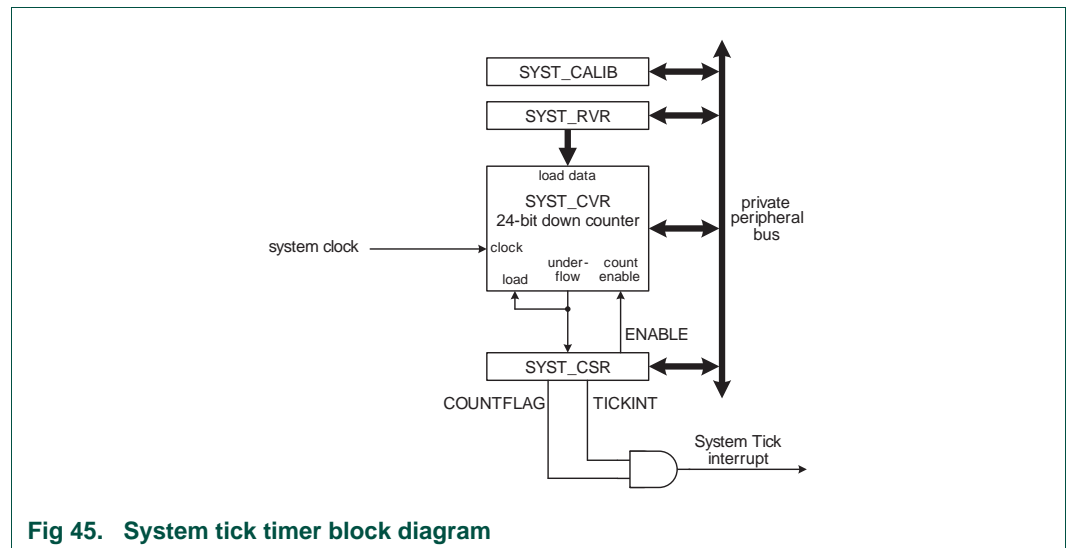 SYST_CALIB
SYST_RVR
load data
SYST_CVR
24-bit down counter
private
peripheral
bus
system clock
clock
under-
flow
count
enable
load
ENABLE
SYST_CSR
COUNTFLAG
TICKINT
System Tick
interrupt
Fig 45. System tick timer block diagram